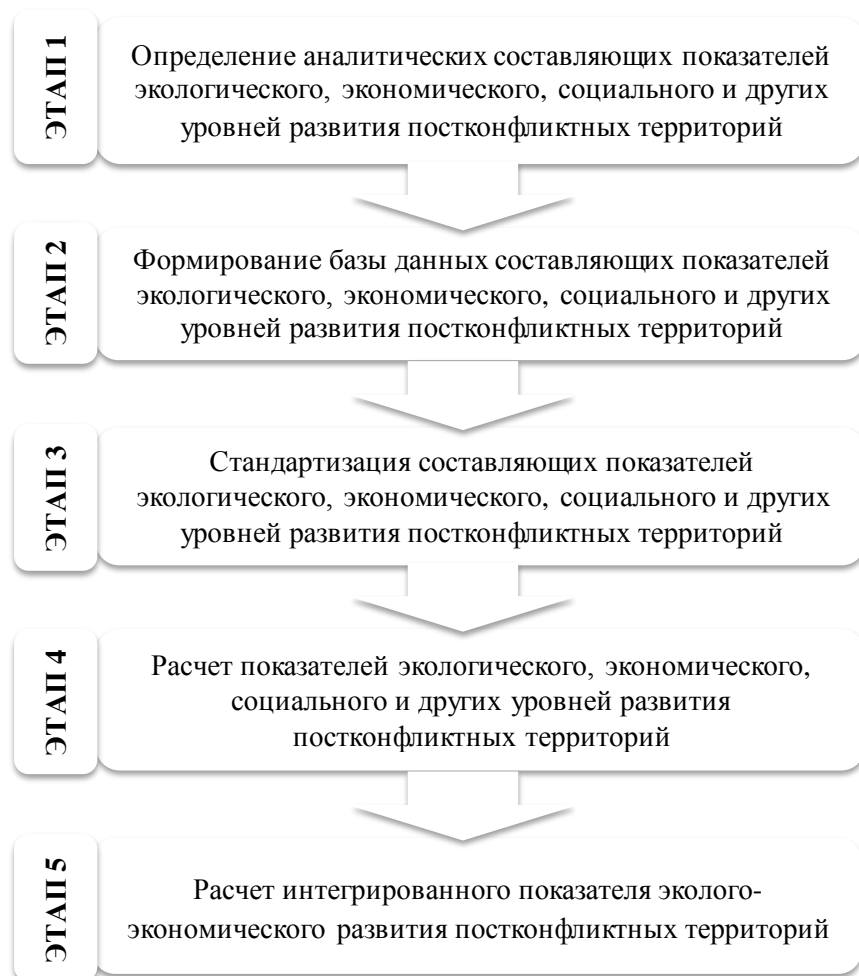 ЭТАП 1
Определение аналитических составляющих показателей
экологического, экономического, социального и других
уровней развития постконфликтных территорий
ЭТАП 2
Формирование базы данных составляющих показателей
экологического, экономического, социального и других
уровней развития постконфликтных территорий
ЭТАП 3
Стандартизация составляющих показателей
экологического, экономического, социального и других
уровней развития постконфликтных территорий
ЭТАП 4
Расчет показателей экологического, экономического,
социального и других уровней развития
постконфликтных территорий
ЭТАП 5
Расчет интегрированного показателя эколого-
экономического развития постконфликтных территорий